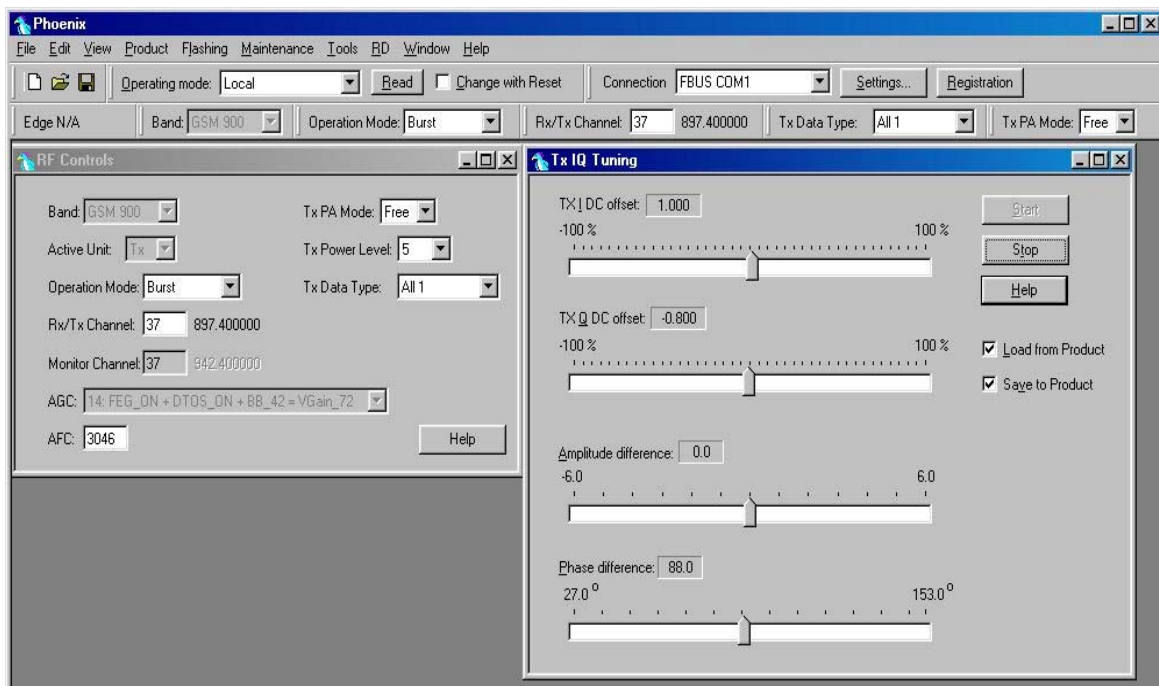 Phoenix
File Edit View Product Flashing Maintenance Tools RD Window Help
Operating mode: Local Read Change with Reset Connection FBUS COM1 Settings... Registration
Edge N/A Band: GSM 900 Operation Mode: Burst Rx/Tx Channel: 37 897.400000 Tx Data Type: All 1 Tx PA Mode: Free
RF Controls
Band: GSM 900 Tx PA Mode: Free
Active Unit: Tx Tx Power Level: 5
Operation Mode: Burst Tx Data Type: All 1
Rx/Tx Channel: 37 897.400000
Monitor Channel: 37 942.400000
AGC: 14: FEG_ON + DTOS_ON + BB_42 = VGain_72
AFC: 3046 Help
Tx IQ Tuning
TX I DC offset: 1.000 Start
-100 % 100 %
Stop
Help
TX Q DC offset: -0.800
-100 % 100 %
Load from Product
Save to Product
Amplitude difference: 0.0
-6.0 6.0
Phase difference: 88.0
27.0 º 153.0 º